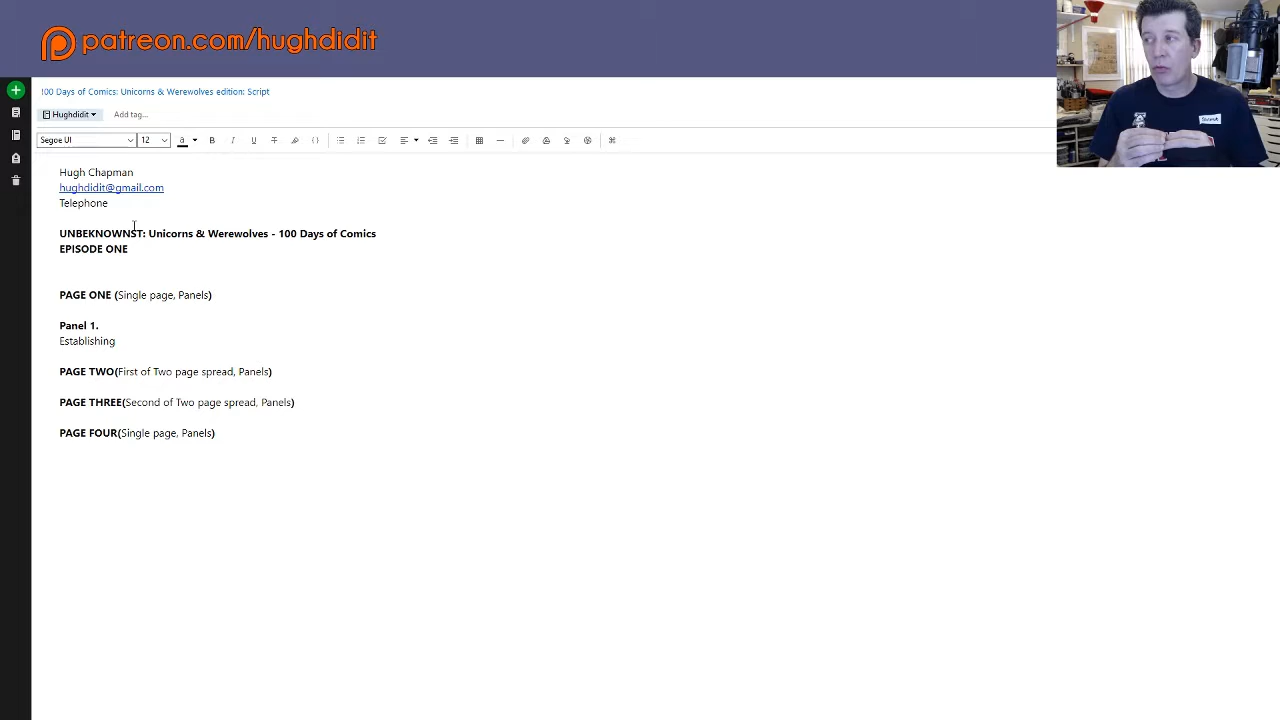 patreon.com/hughdidit
100 Days of Comics: Unicorns & Werewolves edition: Script
Hughdidit
Add tag...
Segoe UI 12 a B I U T
Hugh Chapman
hughdidit@gmail.com
Telephone
UNBEKNOWNST: Unicorns & Werewolves - 100 Days of Comics
EPISODE ONE
PAGE ONE (Single page, Panels)
Panel 1.
Establishing
PAGE TWO(First of Two page spread, Panels)
PAGE THREE(Second of Two page spread, Panels)
PAGE FOUR(Single page, Panels)